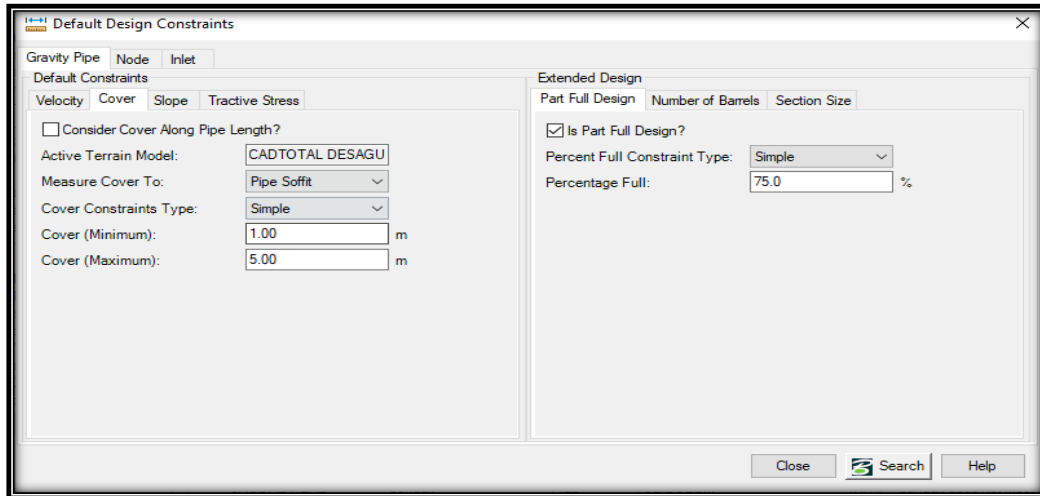 Default Design Constraints
Gravity Pipe Node Inlet
Default Constraints
Velocity Cover Slope Tractive Stress
Consider Cover Along Pipe Length?
Active Terrain Model: CADTOTAL DESAGU
Measure Cover To: Pipe Soffit
Cover Constraints Type: Simple
Cover (Minimum): 1.00 m
Cover (Maximum): 5.00 m
Extended Design
Part Full Design Number of Barrels Section Size
Is Part Full Design?
Percent Full Constraint Type: Simple
Percentage Full: 75.0 %
Close Search Help